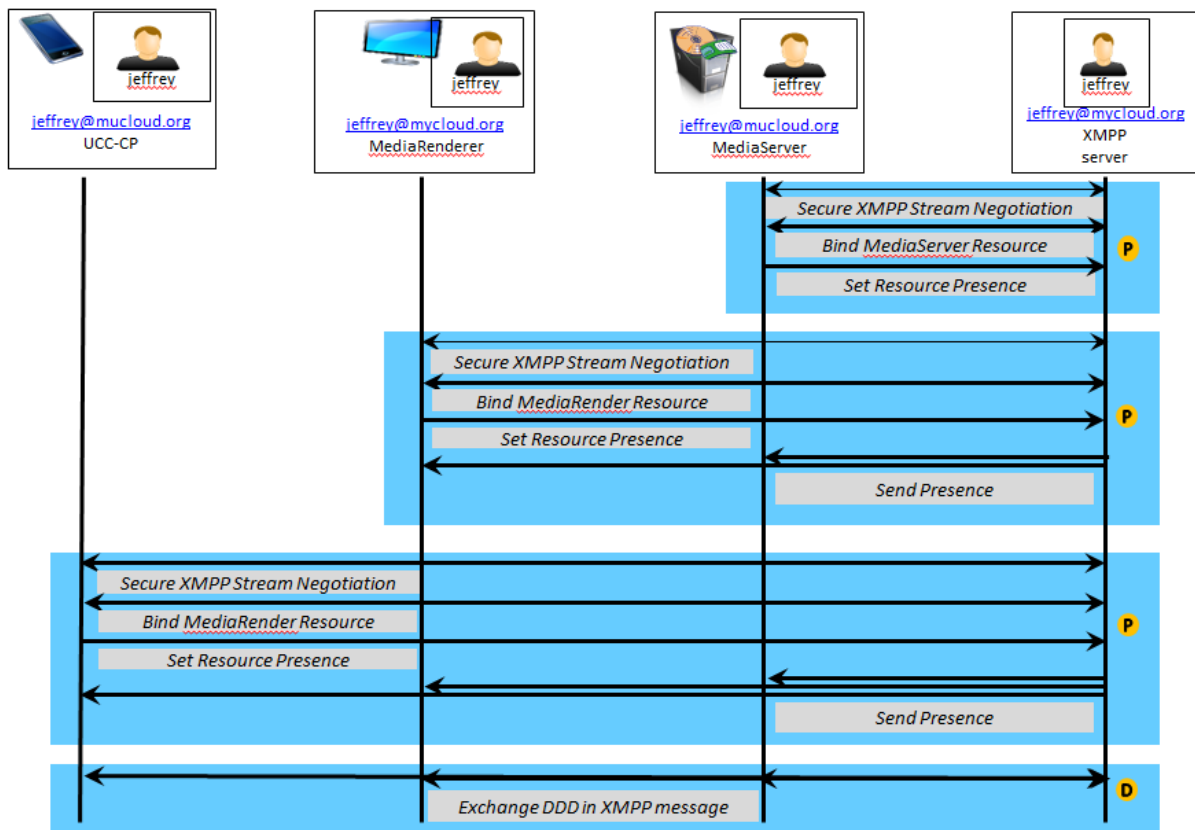 jeffrey
jeffrey@mucloud.org
UCC-CP
jeffrey
jeffrey@mycloud.org
MediaRenderer
jeffrey
jeffrey@mucloud.org
MediaServer
jeffrey
jeffrey@mycloud.org
XMPP
server
Secure XMPP Stream Negotiation
Bind MediaServer Resource
P
Set Resource Presence
Secure XMPP Stream Negotiation
Bind MediaRender Resource
P
Set Resource Presence
Send Presence
Secure XMPP Stream Negotiation
Bind MediaRender Resource
P
Set Resource Presence
Send Presence
D
Exchange DDD in XMPP message